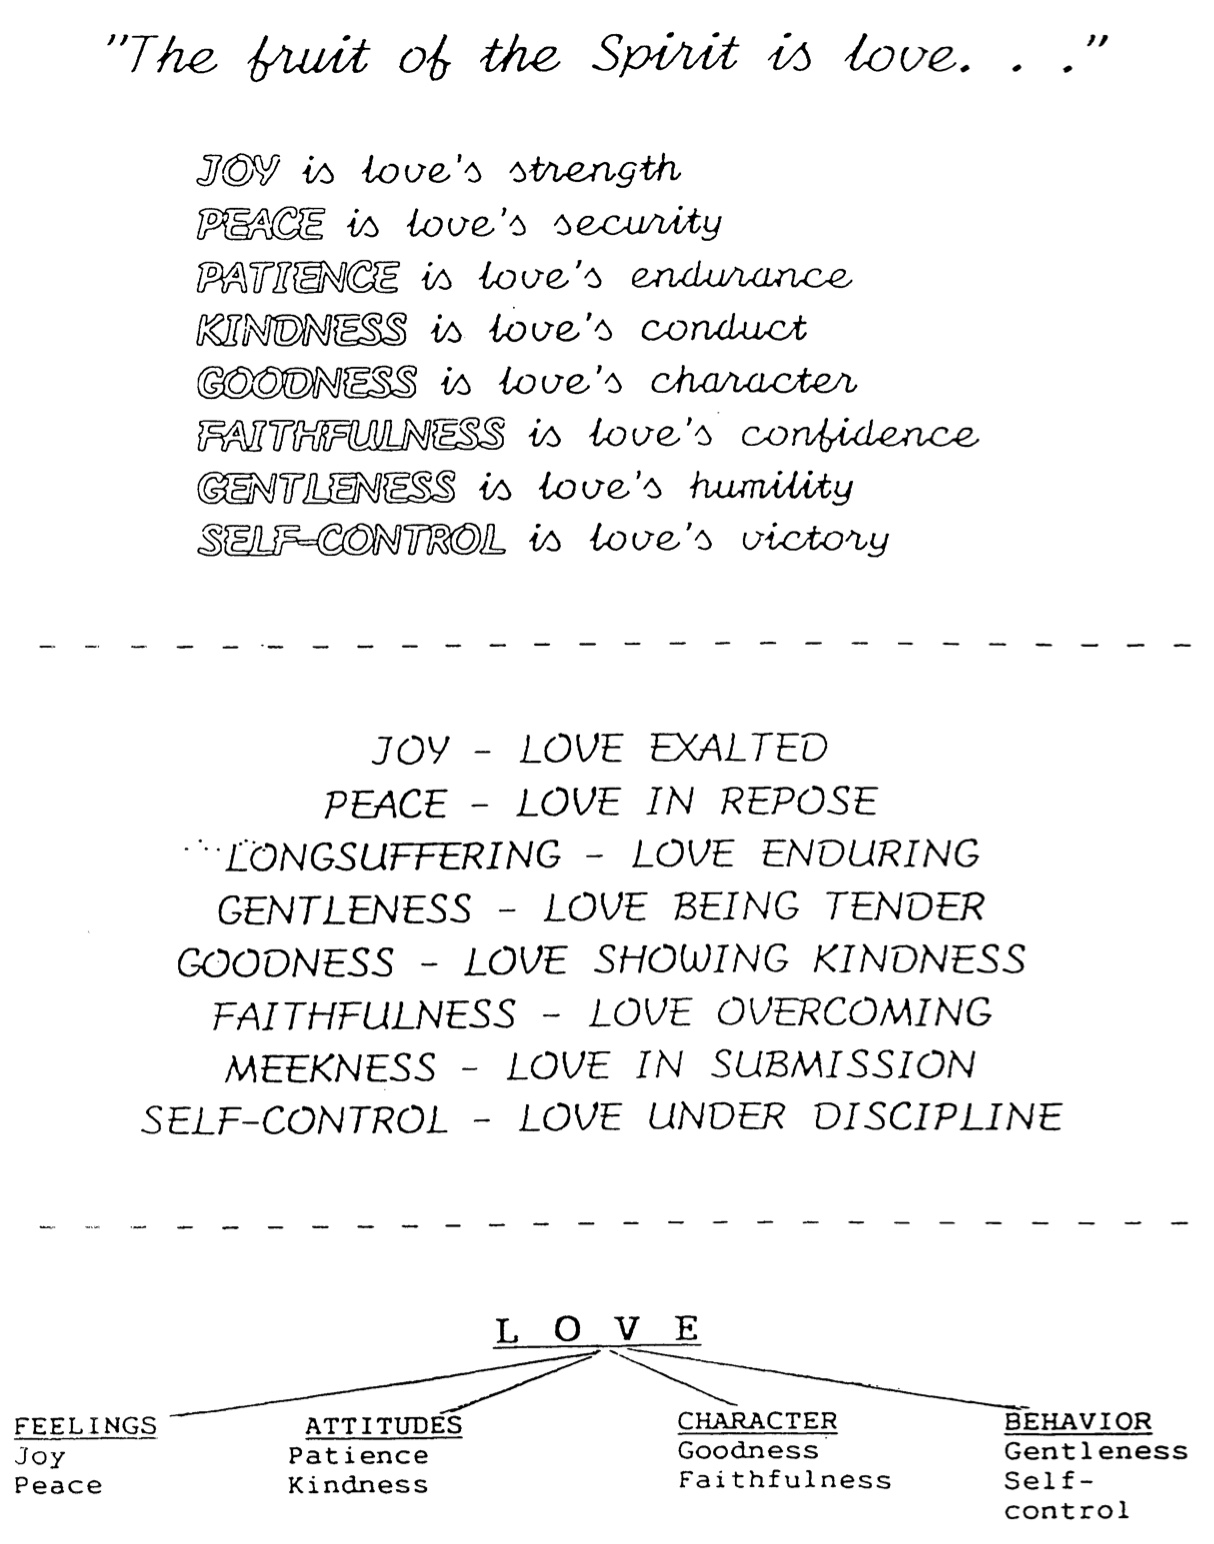 "The fruit of the Spirit is love. . ."
JOY is love's strength
PEACE is love's security
PATIENCE is love's endurance
KINDNESS is love's conduct
GOODNESS is love's character
FAITHFULNESS is love's confidence
GENTLENESS is love's humility
SELF-CONTROL is love's victory
JOY - LOVE EXALTED
PEACE - LOVE IN REPOSE
LONGSUFFERING - LOVE ENDURING
GENTLENESS - LOVE BEING TENDER
GOODNESS - LOVE SHOWING KINDNESS
FAITHFULNESS - LOVE OVERCOMING
MEEKNESS - LOVE IN SUBMISSION
SELF-CONTROL - LOVE UNDER DISCIPLINE
L O V E
FEELINGS
Joy
Peace
ATTITUDES
Patience
Kindness
CHARACTER
Goodness
Faithfulness
BEHAVIOR
Gentleness
Self-
control